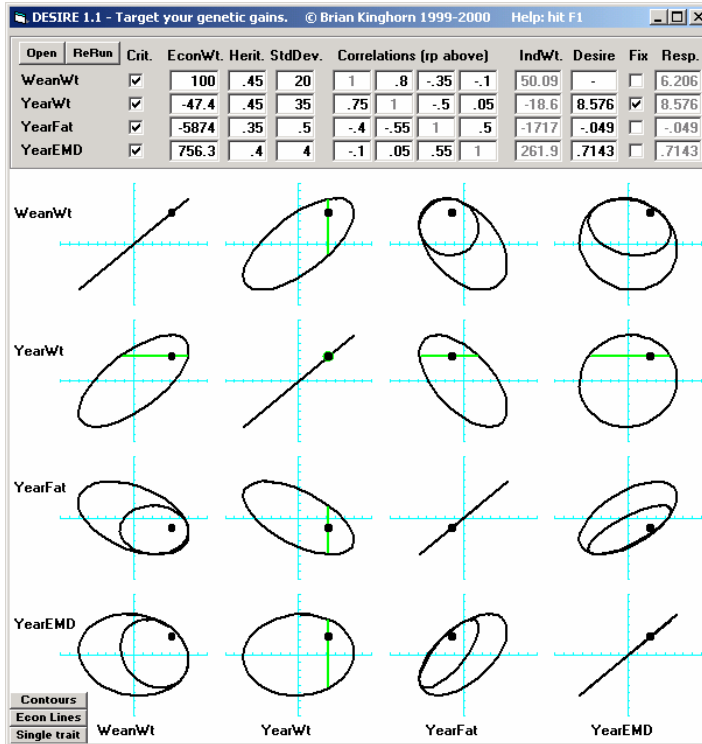 DESIRE 1.1 - Target your genetic gains. © Brian Kinghorn 1999-2000 Help: hit F1
Open ReRun Crit. EconWt. Herit. StdDev. Correlations (rp above) IndWt. Desire Fix Resp.
WeanWt 100 .45 20 1 .8 -.35 -.1 50.09 - 6.206
YearWt -47.4 .45 35 .75 1 -.5 .05 -18.6 8.576 8.576
YearFat -5874 .35 .5 -.4 -.55 1 .5 -1717 -.049 -.049
YearEMD 756.3 .4 4 -.1 .05 .55 1 261.9 .7143 .7143
WeanWt
YearWt
YearFat
YearEMD
Contours
Econ Lines
Single trait
WeanWt YearWt YearFat YearEMD